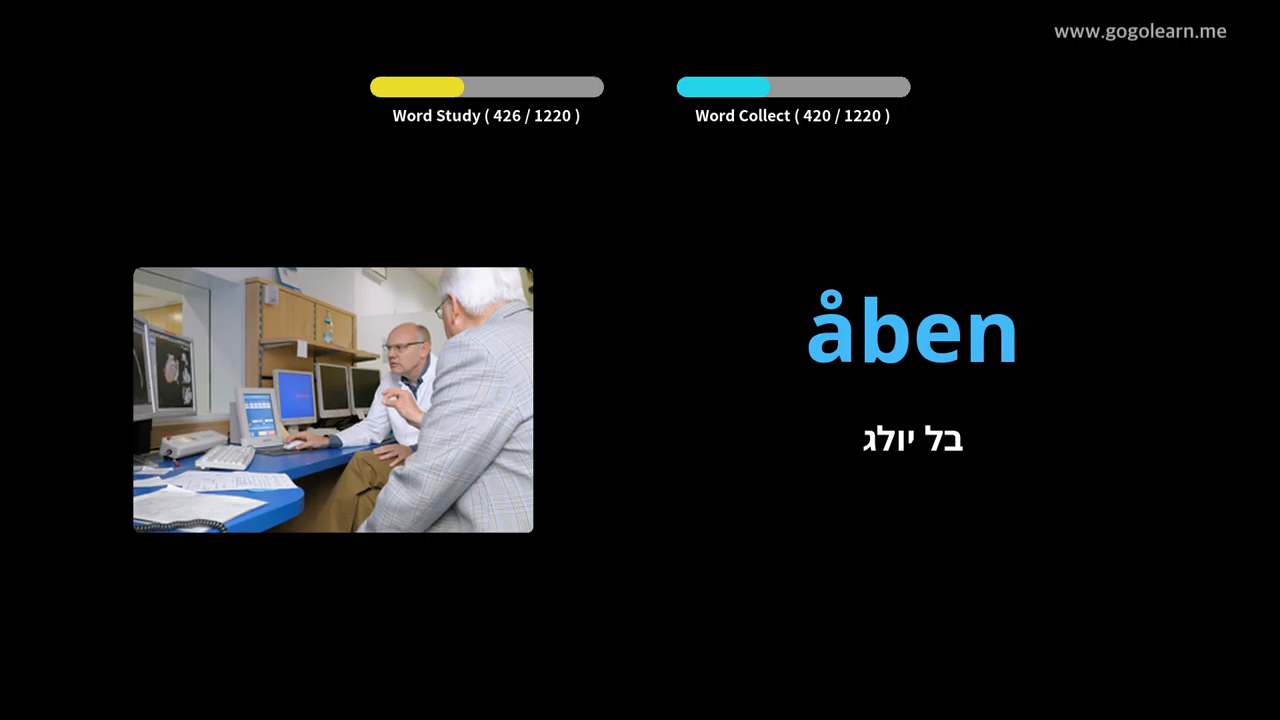 www.gogolearn.me
Word Study ( 426 / 1220 )
Word Collect ( 420 / 1220 )
åben
בל יולג